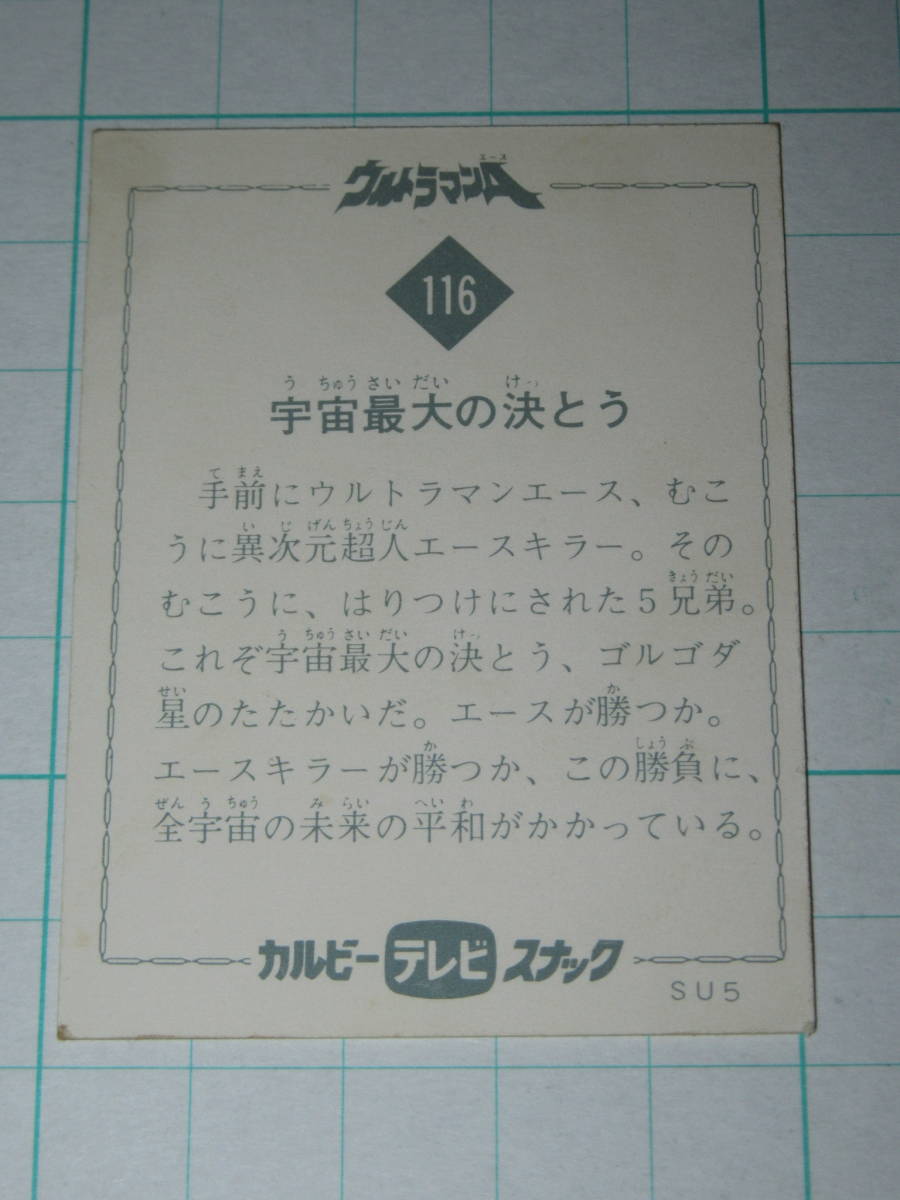 ウルトラマンA
エース
116
う ちゅう さい だい けっ
宇宙最大の決とう
て まえ
手前にウルトラマンエース、むこ
い じ げん ちょう じん
うに異次元超人エースキラー。その
きょう だい
むこうに、はりつけにされた5兄弟。
う ちゅう さい だい けっ
これぞ宇宙最大の決とう、ゴルゴダ
せい か
星のたたかいだ。エースが勝つか。
か しょう ぶ
エースキラーが勝つか、この勝負に、
ぜん う ちゅう み らい へい わ
全宇宙の未来の平和がかかっている。
カルビー テレビ スナック
SU5